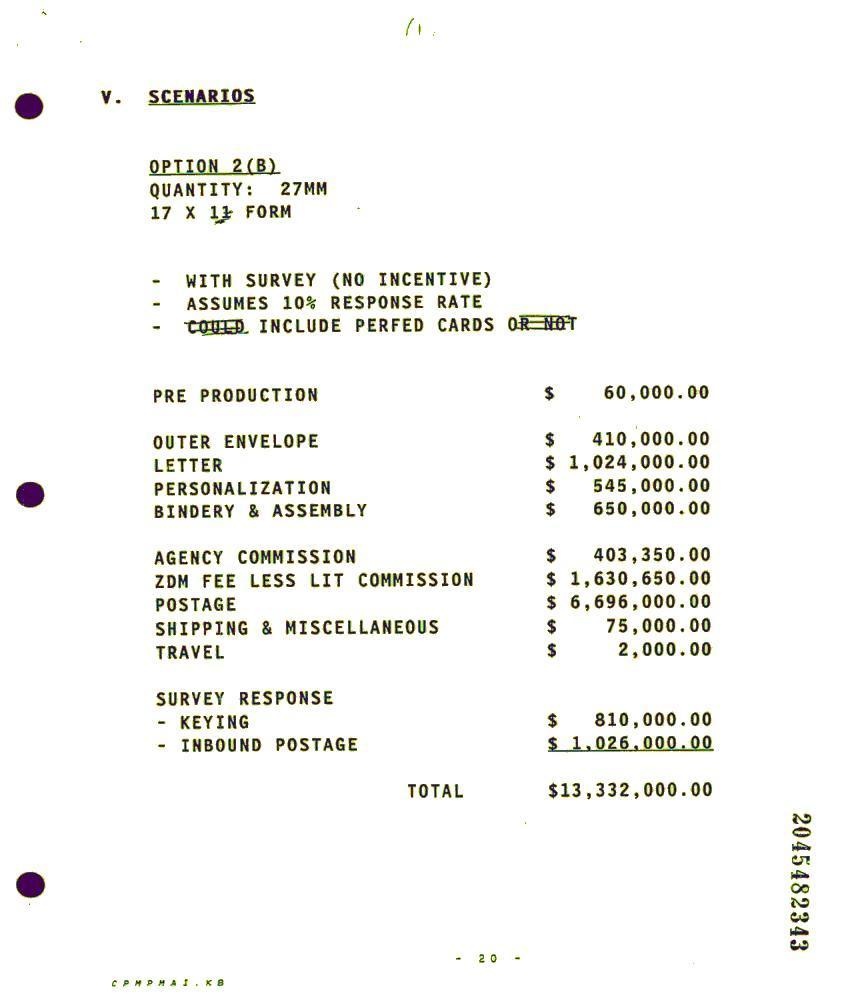 V. SCENARIOS
OPTION 2(B)
QUANTITY: 27MM
17 X 11 FORM
- WITH SURVEY (NO INCENTIVE)
- ASSUMES 10% RESPONSE RATE
- COULD INCLUDE PERFED CARDS OR NOT
PRE PRODUCTION $ 60,000.00
OUTER ENVELOPE $ 410,000.00
LETTER $ 1,024,000.00
PERSONALIZATION $ 545,000.00
BINDERY & ASSEMBLY $ 650,000.00
AGENCY COMMISSION $ 403,350.00
ZDM FEE LESS LIT COMMISSION $ 1,630,650.00
POSTAGE $ 6,696,000.00
SHIPPING & MISCELLANEOUS $ 75,000.00
TRAVEL $ 2,000.00
SURVEY RESPONSE
- KEYING $ 810,000.00
- INBOUND POSTAGE $ 1,026,000.00
TOTAL $13,332,000.00
2045482343
- 20 -
CPMPMAI.KB